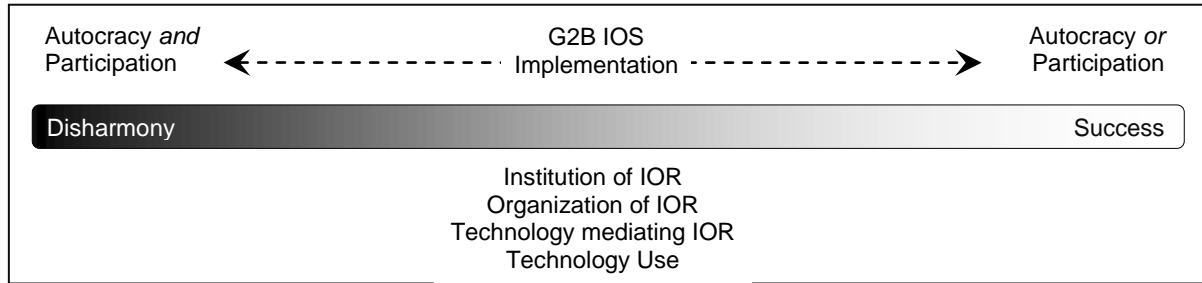 Autocracy and
Participation
G2B IOS
Implementation
Autocracy or
Participation
Disharmony
Success
Institution of IOR
Organization of IOR
Technology mediating IOR
Technology Use